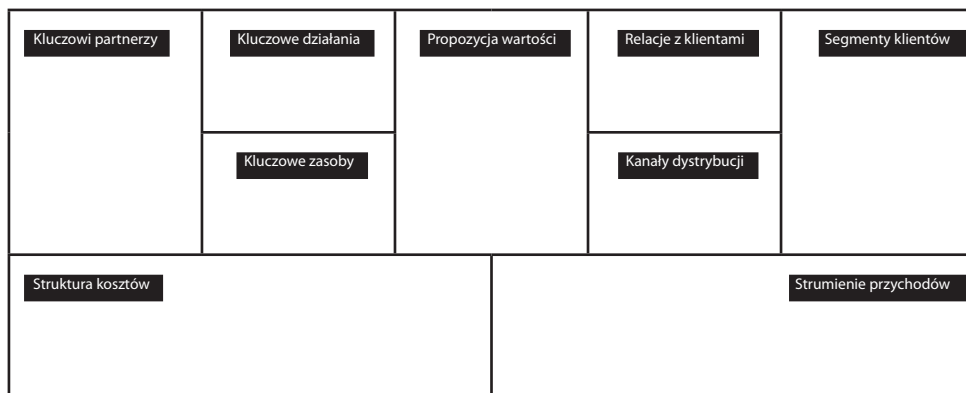 Kluczowi partnerzy
Kluczowe działania
Propozycja wartości
Relacje z klientami
Segmenty klientów
Kluczowe zasoby
Kanały dystrybucji
Struktura kosztów
Strumienie przychodów